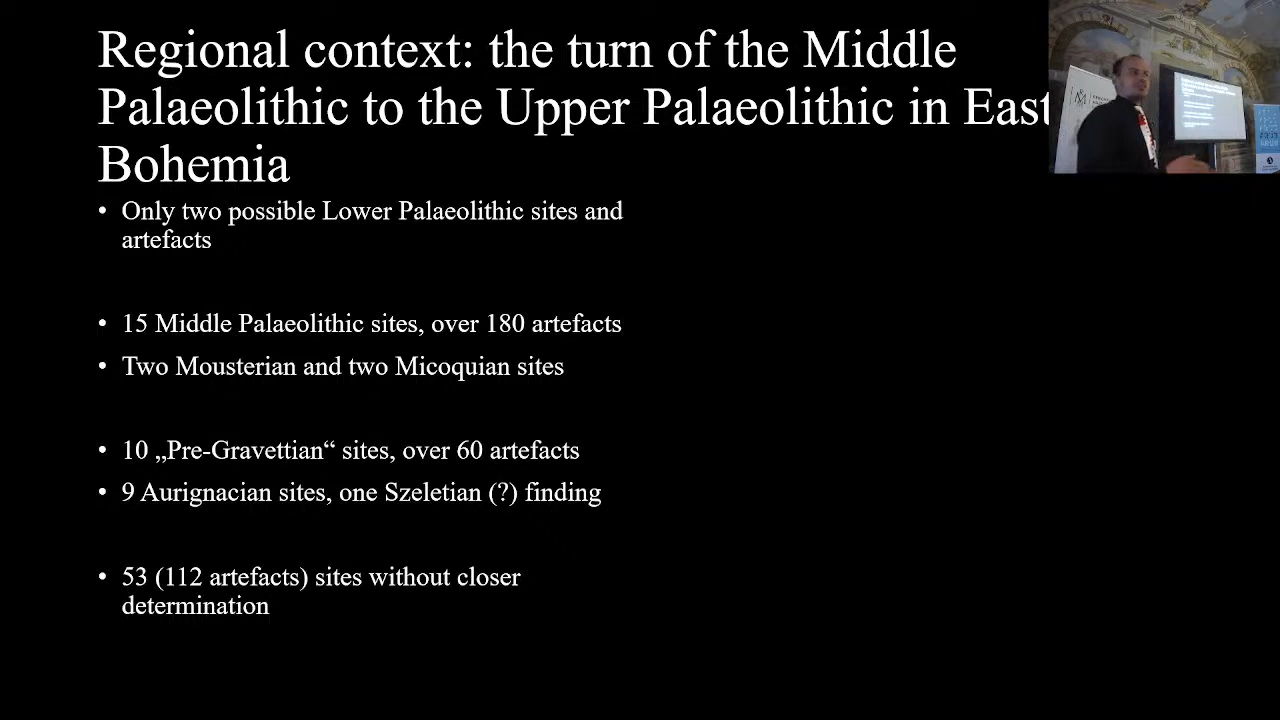 Regional context: the turn of the Middle
Palaeolithic to the Upper Palaeolithic in East
Bohemia
• Only two possible Lower Palaeolithic sites and
artefacts
• 15 Middle Palaeolithic sites, over 180 artefacts
• Two Mousterian and two Micoquian sites
• 10 „Pre-Gravettian“ sites, over 60 artefacts
• 9 Aurignacian sites, one Szeletian (?) finding
• 53 (112 artefacts) sites without closer
determination